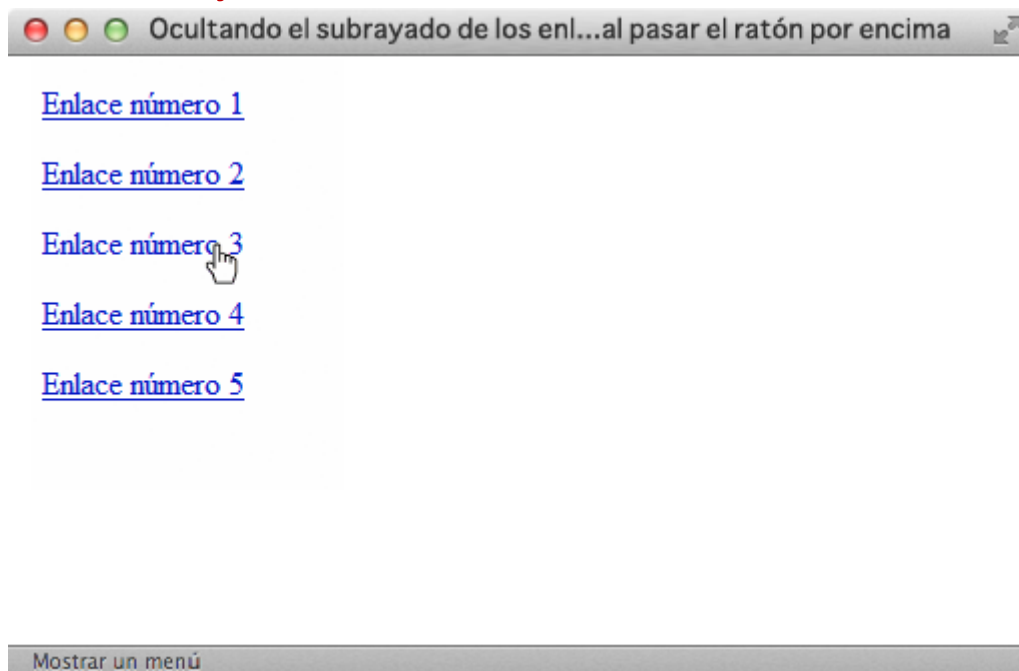 Ocultando el subrayado de los enl...al pasar el ratón por encima
Enlace número 1
Enlace número 2
Enlace número 3
Enlace número 4
Enlace número 5
Mostrar un menú